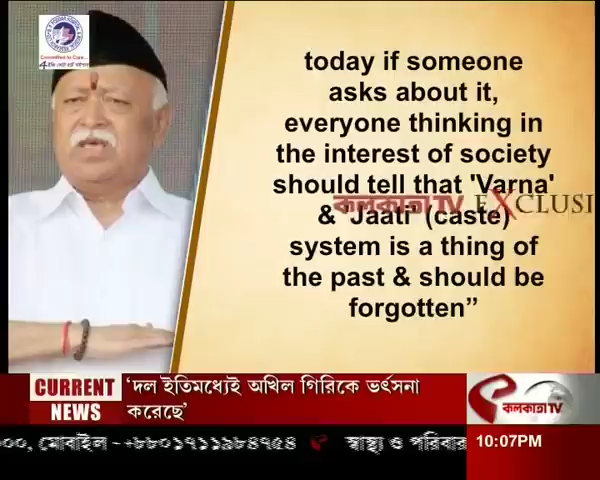 today if someone
asks about it,
everyone thinking in
the interest of society
should tell that 'Varna'
& 'Jaati' (caste)
system is a thing of
the past & should be
forgotten”
কলকাতা TV EXCLUSI
CURRENT
NEWS
‘দল ইতিমধ্যেই অখিল গিরিকে ভর্ৎসনা
করেছে’
কলকাতা TV
১০০, মোবাইল -+৮৮০১৭১১৯৮৪৭৫৪
স্বাস্থ্য ও পরিবার
10:07PM